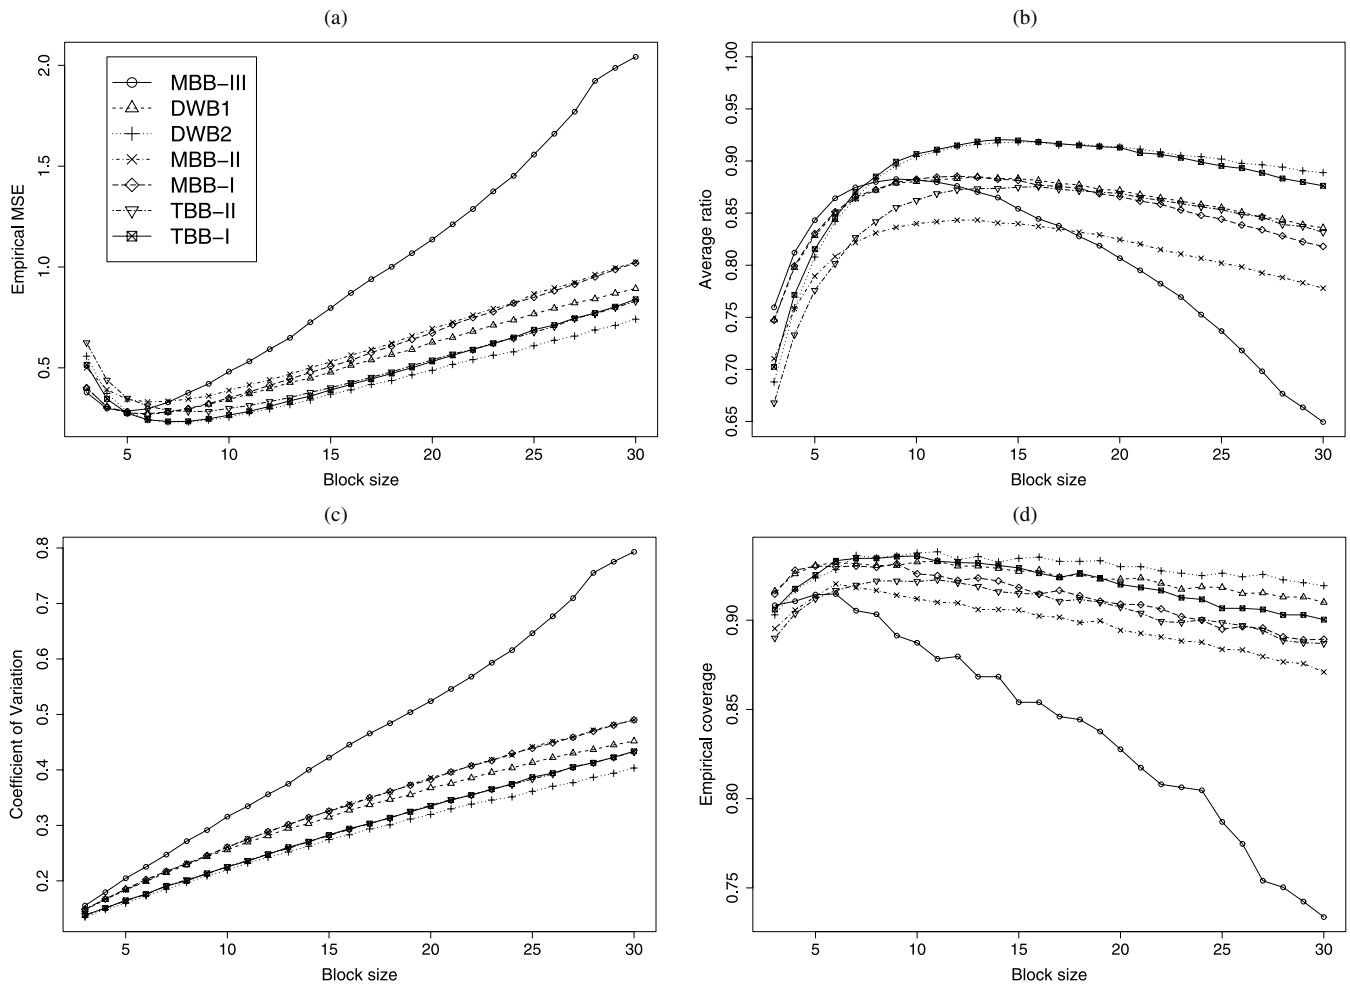 (a)
Empirical MSE
2.0
1.5
1.0
0.5
MBB−III
DWB1
DWB2
MBB−II
MBB−I
TBB−II
TBB−I
5 10 15 20 25 30
Block size
(b)
Average ratio
1.00
0.95
0.90
0.85
0.80
0.75
0.70
0.65
5 10 15 20 25 30
Block size
(c)
Coefficient of Variation
0.8
0.7
0.6
0.5
0.4
0.3
0.2
5 10 15 20 25 30
Block size
(d)
Empirical coverage
0.90
0.85
0.80
0.75
5 10 15 20 25 30
Block size